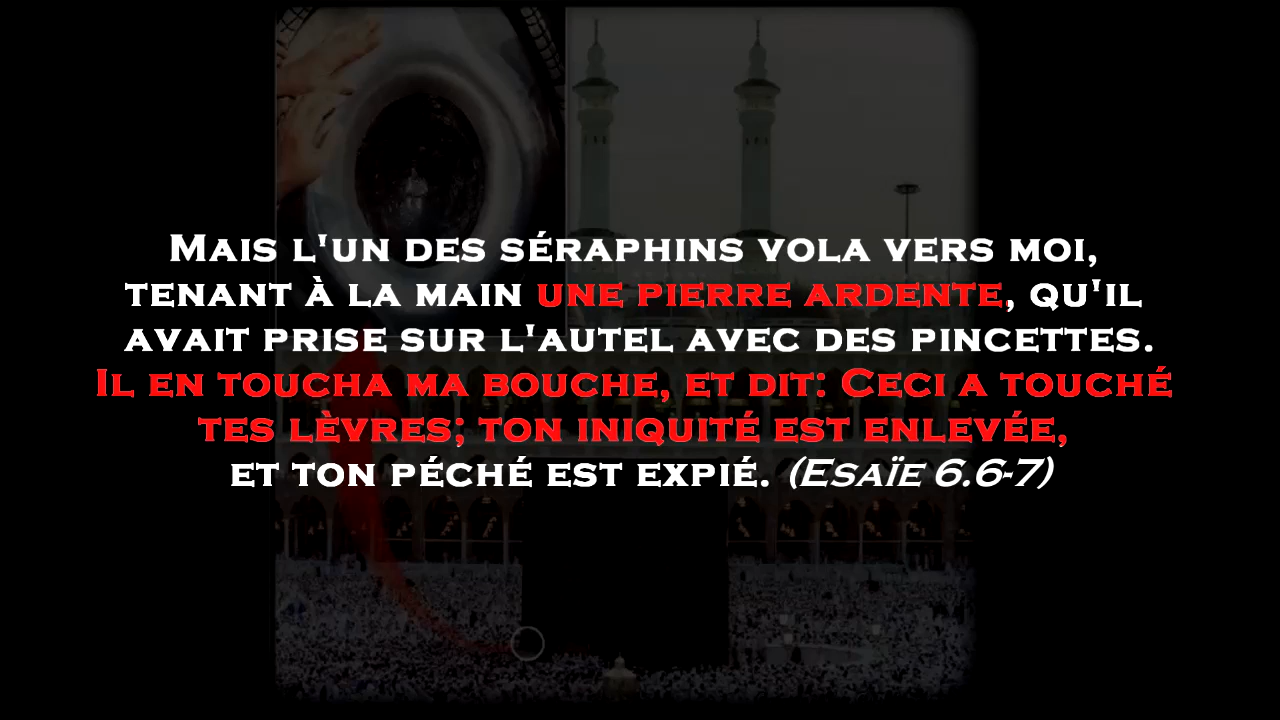 Mais l'un des séraphins vola vers moi,
tenant à la main une pierre ardente, qu'il
avait prise sur l'autel avec des pincettes.
Il en toucha ma bouche, et dit: Ceci a touché
tes lèvres; ton iniquité est enlevée,
et ton péché est expié. (Esaïe 6.6-7)